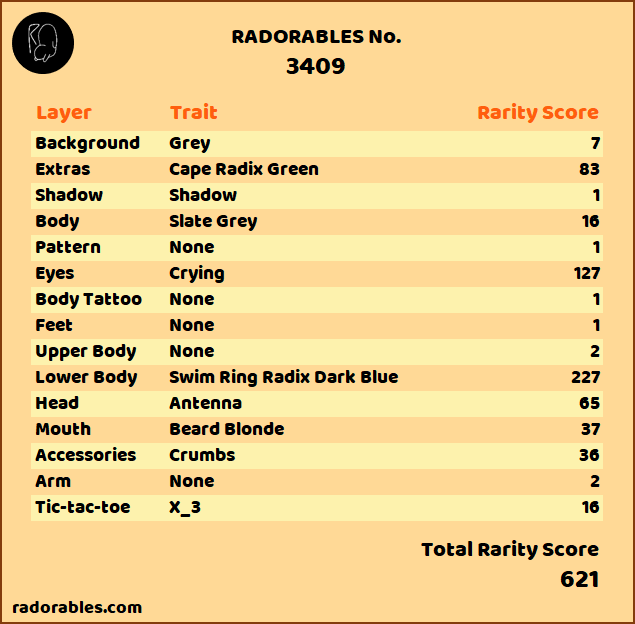 RADORABLES No.
3409
Layer Trait Rarity Score
Background Grey 7
Extras Cape Radix Green 83
Shadow Shadow 1
Body Slate Grey 16
Pattern None 1
Eyes Crying 127
Body Tattoo None 1
Feet None 1
Upper Body None 2
Lower Body Swim Ring Radix Dark Blue 227
Head Antenna 65
Mouth Beard Blonde 37
Accessories Crumbs 36
Arm None 2
Tic-tac-toe X_3 16
Total Rarity Score
621
radorables.com